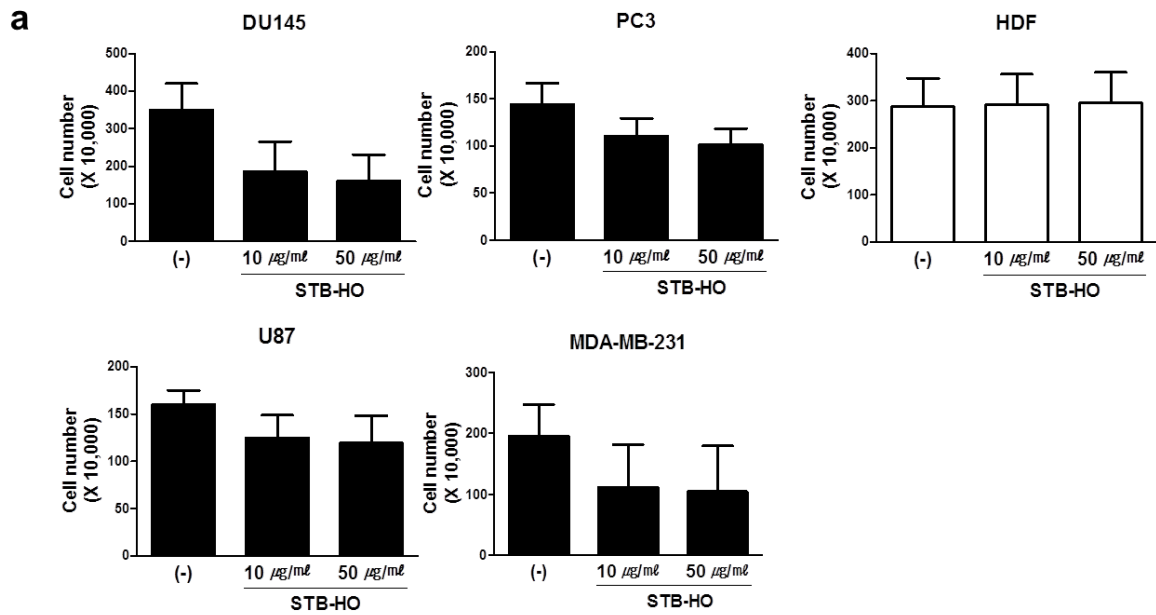 a
DU145
Cell number
(X 10,000)
500
400
300
200
100
0
(-)
10 ㎍/㎖
50 ㎍/㎖
STB-HO
PC3
Cell number
(X 10,000)
200
150
100
50
0
(-)
10 ㎍/㎖
50 ㎍/㎖
STB-HO
HDF
Cell number
(X 10,000)
400
300
200
100
0
(-)
10 ㎍/㎖
50 ㎍/㎖
STB-HO
U87
Cell number
(X 10,000)
200
150
100
50
0
(-)
10 ㎍/㎖
50 ㎍/㎖
STB-HO
MDA-MB-231
Cell number
(X 10,000)
300
200
100
0
(-)
10 ㎍/㎖
50 ㎍/㎖
STB-HO